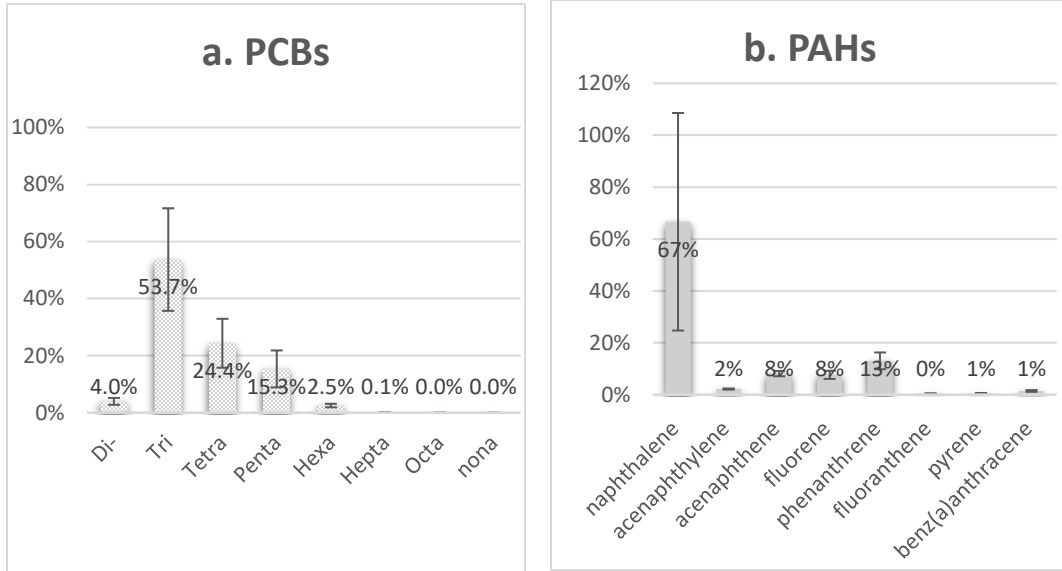 a. PCBs
100%
80%
60%
40%
20%
0%
4.0%
53.7%
24.4%
15.3%
2.5%
0.1%
0.0%
0.0%
Di-
Tri
Tetra
Penta
Hexa
Hepta
Octa
nona
b. PAHs
120%
100%
80%
60%
40%
20%
0%
67%
2%
8%
8%
13%
0%
1%
1%
naphthalene
acenaphthylene
acenaphthene
fluorene
phenanthrene
fluoranthene
pyrene
benz(a)anthracene